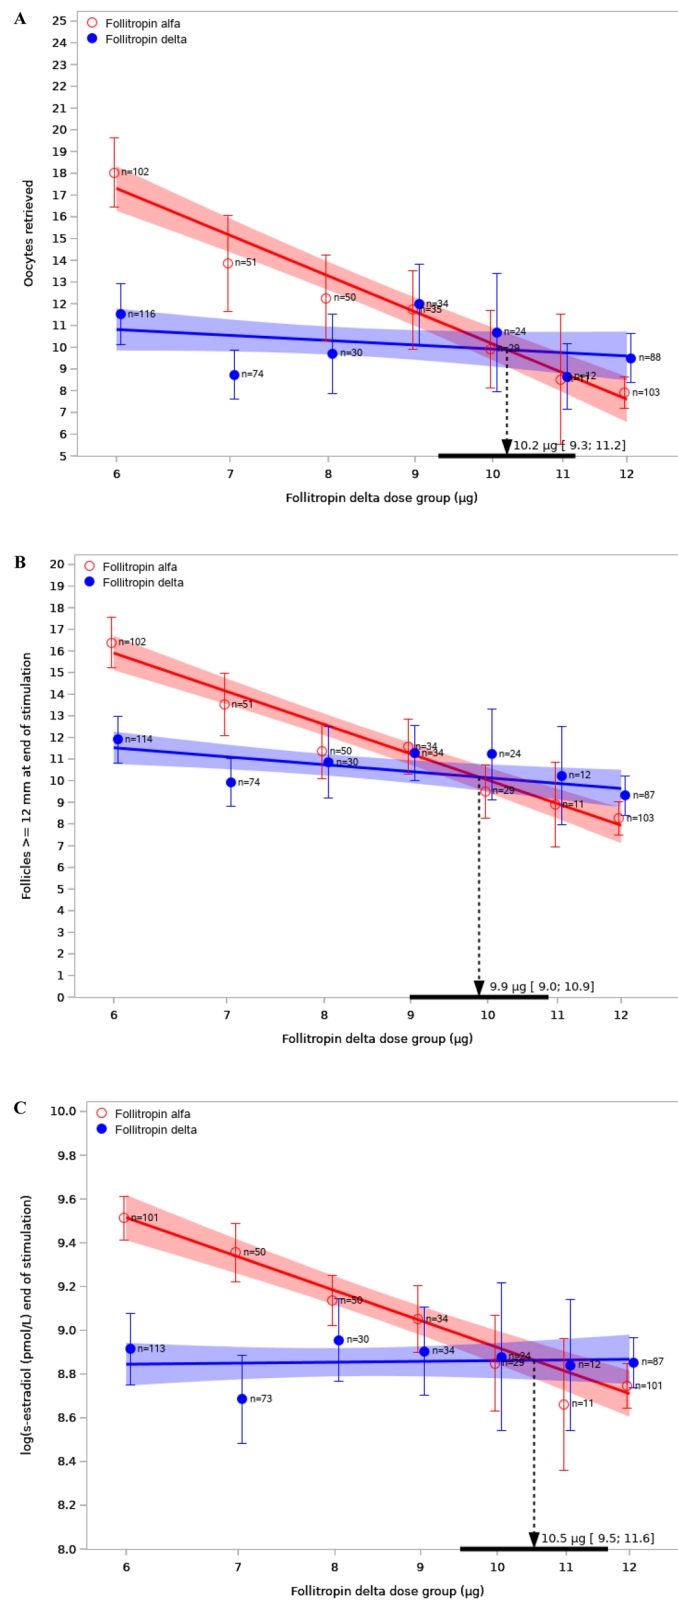 A
Follitropin alfa
Follitropin delta
Oocytes retrieved
25
24
23
22
21
20
19
18
17
16
15
14
13
12
11
10
9
8
7
6
5
n=102
n=51
n=50
n=35
n=29
n=103
n=116
n=74
n=30
n=34
n=24
n=12
n=88
10.2 µg [ 9.3; 11.2]
6 7 8 9 10 11 12
Follitropin delta dose group (µg)
B
Follitropin alfa
Follitropin delta
Follicles >= 12 mm at end of stimulation
20
19
18
17
16
15
14
13
12
11
10
9
8
7
6
5
4
3
2
1
0
n=102
n=51
n=50
n=34
n=29
n=11
n=103
n=114
n=74
n=30
n=34
n=24
n=12
n=87
9.9 µg [ 9.0; 10.9]
6 7 8 9 10 11 12
Follitropin delta dose group (µg)
C
Follitropin alfa
Follitropin delta
log(s-estradiol (pmol/L) end of stimulation)
10.0
9.8
9.6
9.4
9.2
9.0
8.8
8.6
8.4
8.2
8.0
n=101
n=50
n=50
n=34
n=29
n=11
n=101
n=113
n=73
n=30
n=34
n=24
n=12
n=87
10.5 µg [ 9.5; 11.6]
6 7 8 9 10 11 12
Follitropin delta dose group (µg)